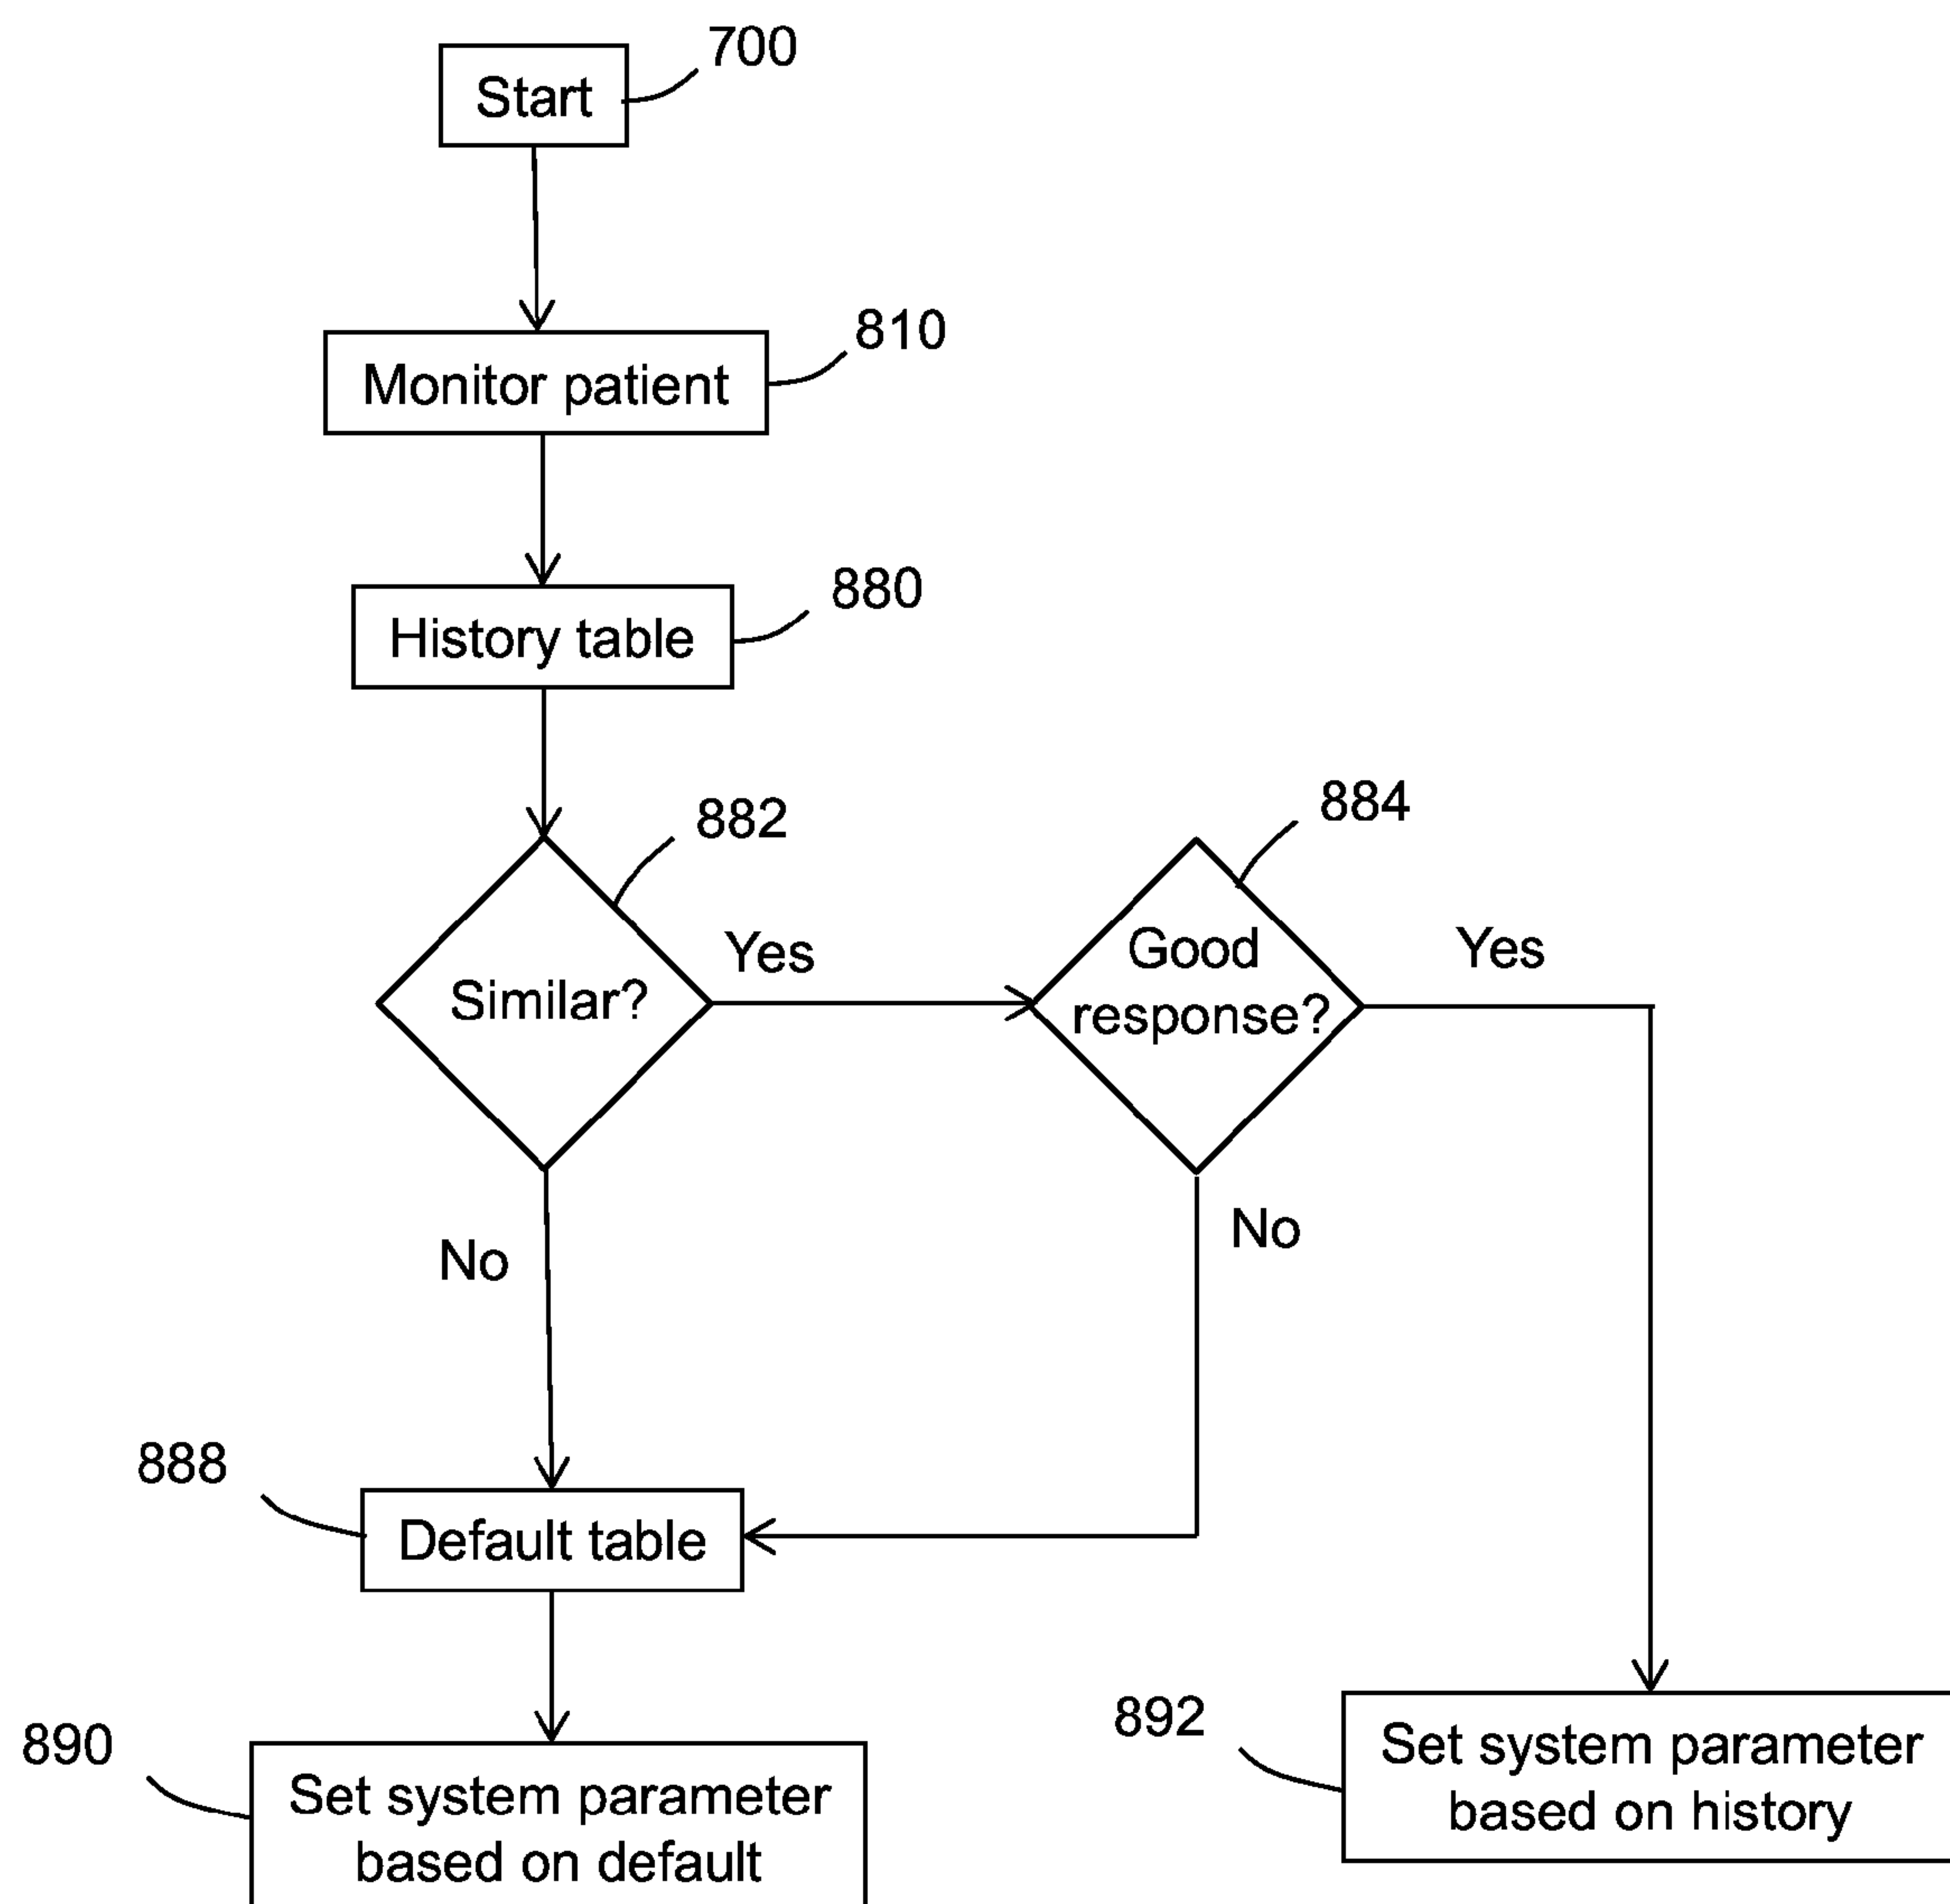 700
Start
810
Monitor patient
880
History table
882
884
Similar?
Yes
Good
response?
Yes
No
No
888
Default table
890
Set system parameter
based on default
892
Set system parameter
based on history